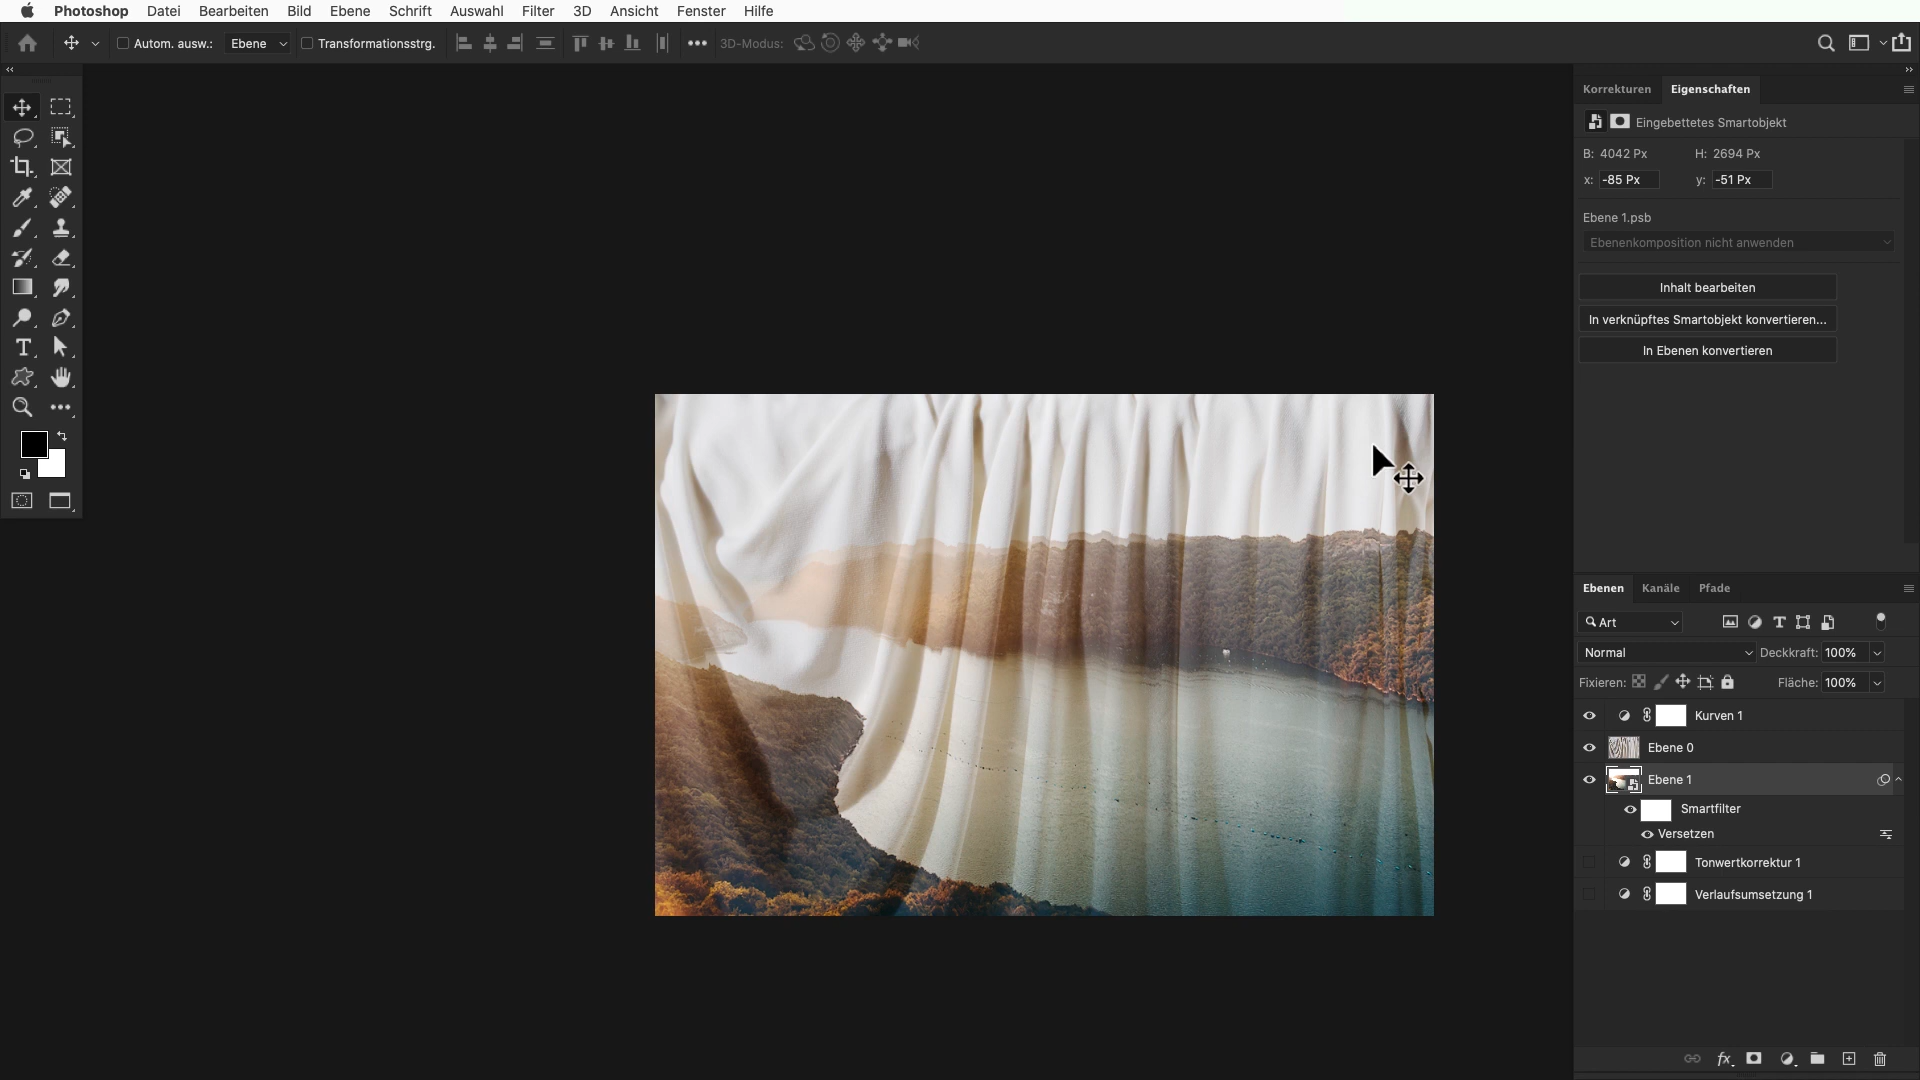 Photoshop Datei Bearbeiten Bild Ebene Schrift Auswahl Filter 3D Ansicht Fenster Hilfe
Autom. ausw.: Ebene Transformationsstrg. 3D-Modus:
Korrekturen Eigenschaften
Eingebettetes Smartobjekt
B: 4042 Px H: 2694 Px
x: -85 Px y: -51 Px
Ebene 1.psb
Ebenenkomposition nicht anwenden
Inhalt bearbeiten
In verknüpftes Smartobjekt konvertieren...
In Ebenen konvertieren
Ebenen Kanäle Pfade
Art
Normal Deckkraft: 100%
Fixieren: Fläche: 100%
Kurven 1
Ebene 0
Ebene 1
Smartfilter
Versetzen
Tonwertkorrektur 1
Verlaufsumsetzung 1
fx